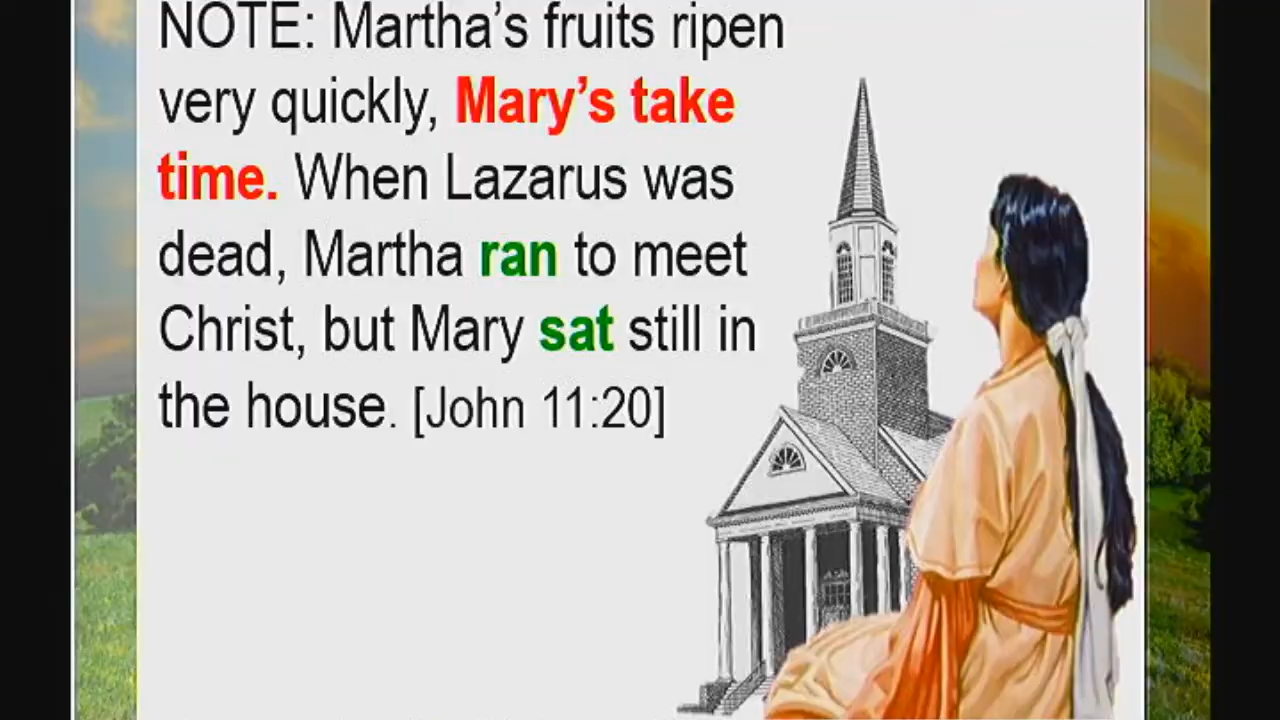 NOTE: Martha's fruits ripen
very quickly, Mary's take
time. When Lazarus was
dead, Martha ran to meet
Christ, but Mary sat still in
the house. [John 11:20]